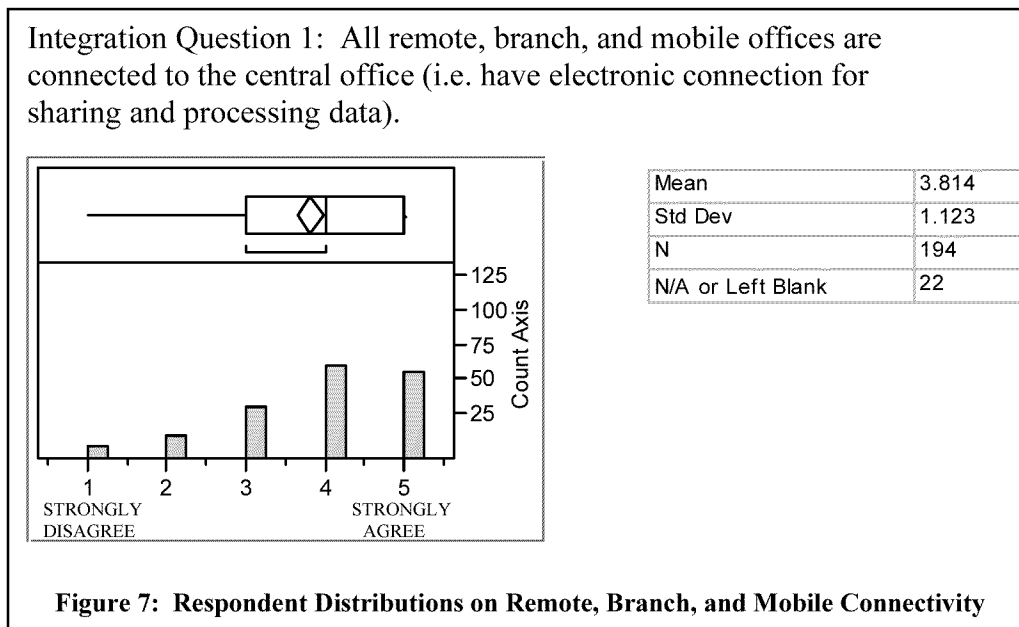 Integration Question 1: All remote, branch, and mobile offices are
connected to the central office (i.e. have electronic connection for
sharing and processing data).
Mean 3.814
Std Dev 1.123
N 194
N/A or Left Blank 22
125
100
75
50
25
Count Axis
1 2 3 4 5
STRONGLY DISAGREE
STRONGLY AGREE
Figure 7: Respondent Distributions on Remote, Branch, and Mobile Connectivity